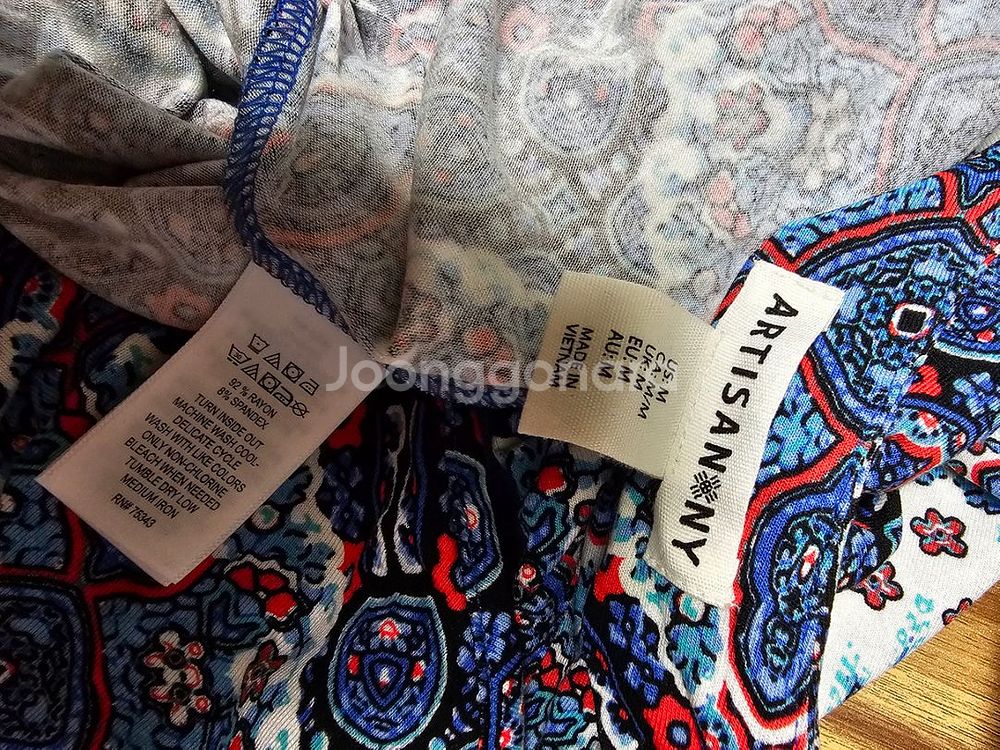 92 % RAYON
8% SPANDEX
TURN INSIDE OUT
MACHINE WASH COOL-
DELICATE CYCLE
WASH WITH LIKE COLORS
ONLY NON-CHLORINE
BLEACH WHEN NEEDED
TUMBLE DRY LOW
MEDIUM IRON
RN# 75343
US: M
CA: M
UK: M/M
EU: M
AU: M
MADE IN
VIETNAM
ARTISAN NY